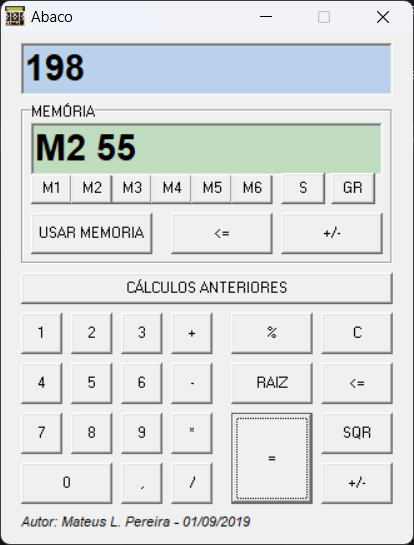 Abaco
198
MEMÓRIA
M2 55
M1 M2 M3 M4 M5 M6 S GR
USAR MEMORIA <= +/-
CÁLCULOS ANTERIORES
1 2 3 + % C
4 5 6 - RAIZ <=
7 8 9 * = SQR
0 , / +/-
Autor: Mateus L. Pereira - 01/09/2019